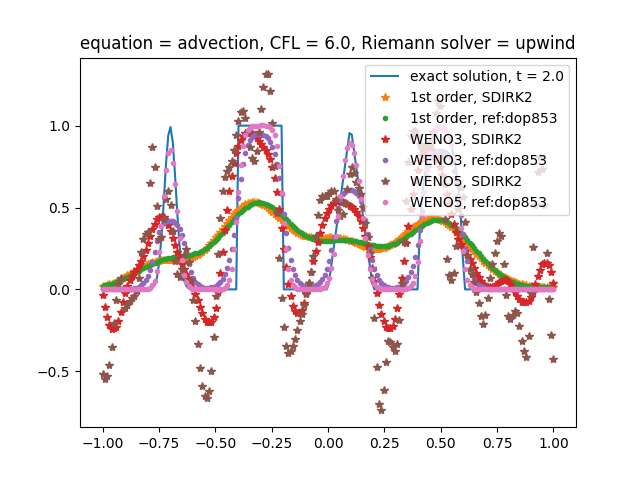 equation = advection, CFL = 6.0, Riemann solver = upwind
exact solution, t = 2.0
1st order, SDIRK2
1st order, ref:dop853
WENO3, SDIRK2
WENO3, ref:dop853
WENO5, SDIRK2
WENO5, ref:dop853
1.0
0.5
0.0
−0.5
−1.00 −0.75 −0.50 −0.25 0.00 0.25 0.50 0.75 1.00